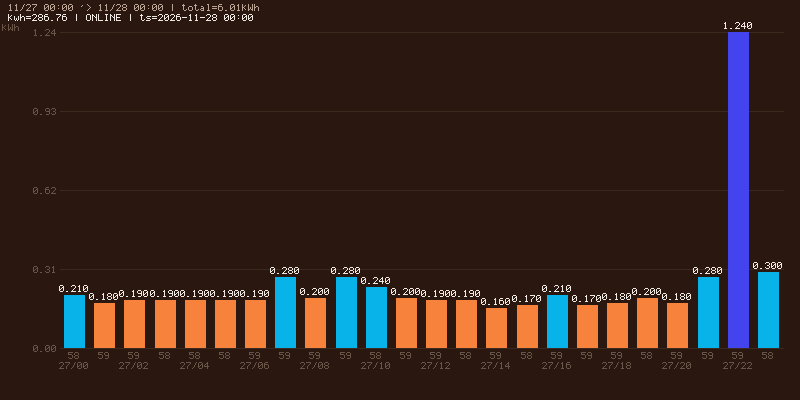 11/27 00:00 -> 11/28 00:00 | total=6.01kWh
Kwh=286.76 | ONLINE | ts=2026-11-28 00:00
kWh
1.24
0.93
0.62
0.31
0.00
0.210 0.180 0.190 0.190 0.190 0.190 0.190 0.280 0.200 0.280 0.240 0.200 0.190 0.190 0.160 0.170 0.210 0.170 0.180 0.200 0.180 0.280 1.240 0.300
58 59 59 58 58 58 59 59 59 59 58 59 59 58 59 58 59 59 59 58 59 59 59 58
27/00 27/02 27/04 27/06 27/08 27/10 27/12 27/14 27/16 27/18 27/20 27/22